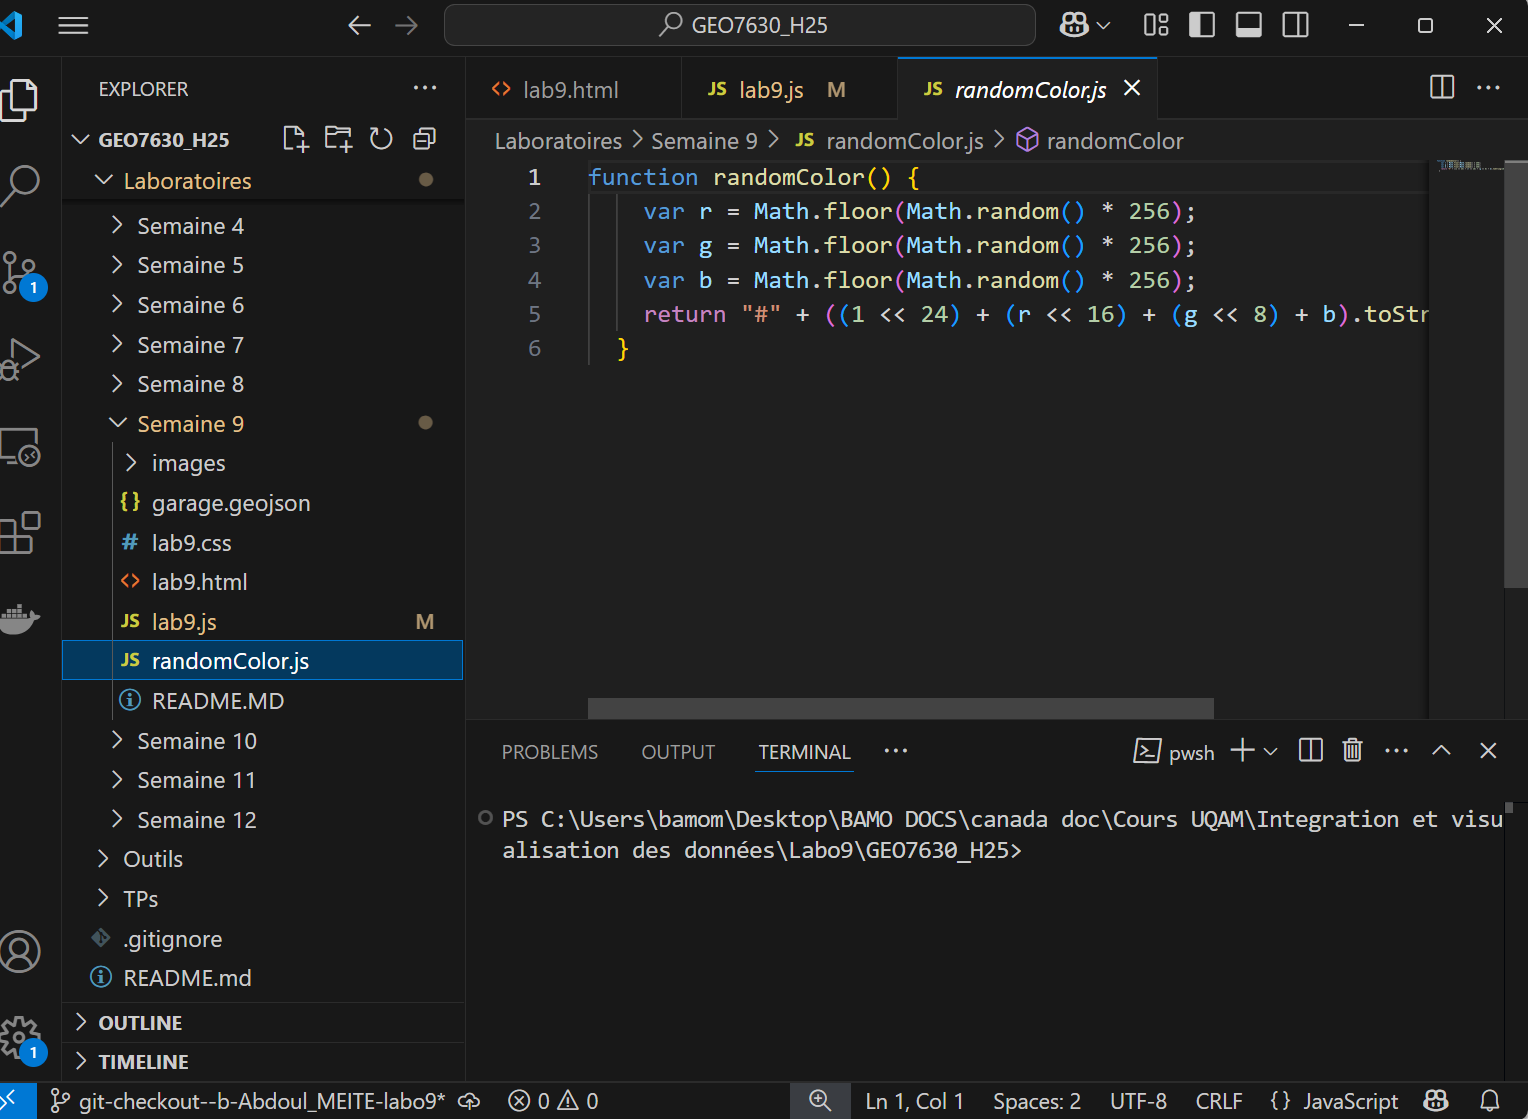 GEO7630_H25
EXPLORER
lab9.html
JS lab9.js M
JS randomColor.js
GEO7630_H25
Laboratoires > Semaine 9 > JS randomColor.js > randomColor
Laboratoires
Semaine 4
Semaine 5
Semaine 6
Semaine 7
Semaine 8
Semaine 9
images
{} garage.geojson
# lab9.css
<> lab9.html
JS lab9.js M
JS randomColor.js
README.MD
Semaine 10
Semaine 11
Semaine 12
Outils
TPs
.gitignore
README.md
OUTLINE
TIMELINE
1 function randomColor() {
2 var r = Math.floor(Math.random() * 256);
3 var g = Math.floor(Math.random() * 256);
4 var b = Math.floor(Math.random() * 256);
5 return "#" + ((1 << 24) + (r << 16) + (g << 8) + b).toStr
6 }
PROBLEMS OUTPUT TERMINAL ...
pwsh
PS C:\Users\bamom\Desktop\BAMO DOCS\canada doc\Cours UQAM\Integration et visu
alisation des données\Labo9\GEO7630_H25>
1
1
git-checkout--b-Abdoul_MEITE-labo9* 0 0 Ln 1, Col 1 Spaces: 2 UTF-8 CRLF {} JavaScript